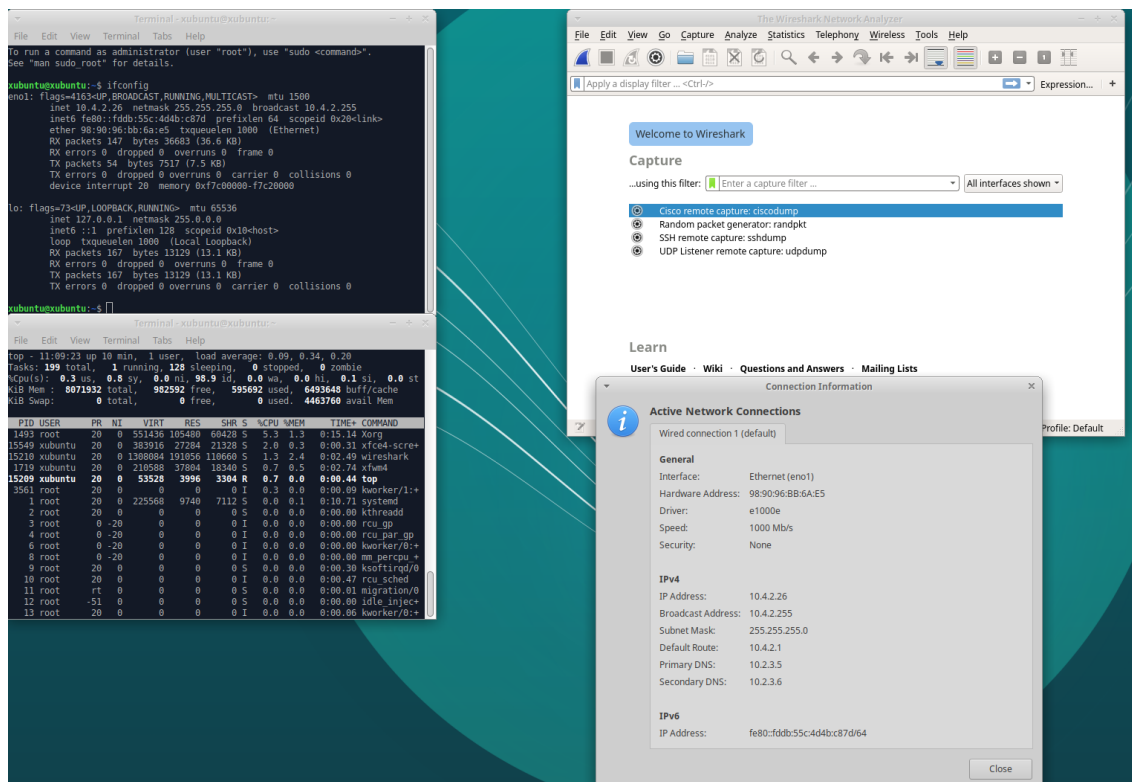 Terminal - xubuntu@xubuntu: ~
File Edit View Terminal Tabs Help
To run a command as administrator (user "root"), use "sudo <command>".
See "man sudo_root" for details.
xubuntu@xubuntu:~$ ifconfig
eno1: flags=4163<UP,BROADCAST,RUNNING,MULTICAST> mtu 1500
inet 10.4.2.26 netmask 255.255.255.0 broadcast 10.4.2.255
inet6 fe80::fddb:55c:4d4b:c87d prefixlen 64 scopeid 0x20<link>
ether 98:90:96:bb:6a:e5 txqueuelen 1000 (Ethernet)
RX packets 147 bytes 36683 (36.6 KB)
RX errors 0 dropped 0 overruns 0 frame 0
TX packets 54 bytes 7517 (7.5 KB)
TX errors 0 dropped 0 overruns 0 carrier 0 collisions 0
device interrupt 20 memory 0xf7c00000-f7c20000
lo: flags=73<UP,LOOPBACK,RUNNING> mtu 65536
inet 127.0.0.1 netmask 255.0.0.0
inet6 ::1 prefixlen 128 scopeid 0x10<host>
loop txqueuelen 1000 (Local Loopback)
RX packets 167 bytes 13129 (13.1 KB)
RX errors 0 dropped 0 overruns 0 frame 0
TX packets 167 bytes 13129 (13.1 KB)
TX errors 0 dropped 0 overruns 0 carrier 0 collisions 0
xubuntu@xubuntu:~$
Terminal - xubuntu@xubuntu: ~
File Edit View Terminal Tabs Help
top - 11:09:23 up 10 min, 1 user, load average: 0.09, 0.34, 0.20
Tasks: 199 total, 1 running, 128 sleeping, 0 stopped, 0 zombie
%Cpu(s): 0.3 us, 0.8 sy, 0.0 ni, 98.9 id, 0.0 wa, 0.0 hi, 0.1 si, 0.0 st
KiB Mem : 8071932 total, 982592 free, 595692 used, 6493648 buff/cache
KiB Swap: 0 total, 0 free, 0 used. 4463760 avail Mem
PID USER PR NI VIRT RES SHR S %CPU %MEM TIME+ COMMAND
1493 root 20 0 551436 105480 60428 S 5.3 1.3 0:15.14 Xorg
15549 xubuntu 20 0 383916 27284 21328 S 2.0 0.3 0:00.31 xfce4-scre+
15210 xubuntu 20 0 1308084 191056 110660 S 1.3 2.4 0:02.49 wireshark
1719 xubuntu 20 0 210588 37804 18340 S 0.7 0.5 0:02.74 xfwm4
15209 xubuntu 20 0 53528 3996 3304 R 0.7 0.0 0:00.44 top
3561 root 20 0 0 0 0 I 0.3 0.0 0:00.09 kworker/1:+
1 root 20 0 225568 9740 7112 S 0.0 0.1 0:10.71 systemd
2 root 20 0 0 0 0 S 0.0 0.0 0:00.00 kthreadd
3 root 0 -20 0 0 0 I 0.0 0.0 0:00.00 rcu_gp
4 root 0 -20 0 0 0 I 0.0 0.0 0:00.00 rcu_par_gp
6 root 0 -20 0 0 0 I 0.0 0.0 0:00.00 kworker/0:+
8 root 0 -20 0 0 0 I 0.0 0.0 0:00.00 mm_percpu_+
9 root 20 0 0 0 0 S 0.0 0.0 0:00.30 ksoftirqd/0
10 root 20 0 0 0 0 I 0.0 0.0 0:00.47 rcu_sched
11 root rt 0 0 0 0 S 0.0 0.0 0:00.01 migration/0
12 root -51 0 0 0 0 S 0.0 0.0 0:00.00 idle_injec+
13 root 20 0 0 0 0 I 0.0 0.0 0:00.06 kworker/0:+
The Wireshark Network Analyzer
File Edit View Go Capture Analyze Statistics Telephony Wireless Tools Help
Apply a display filter ... <Ctrl-/> Expression... +
Welcome to Wireshark
Capture
...using this filter: Enter a capture filter ... All interfaces shown
Cisco remote capture: ciscodump
Random packet generator: randpkt
SSH remote capture: sshdump
UDP Listener remote capture: udpdump
Learn
User's Guide · Wiki · Questions and Answers · Mailing Lists
Profile: Default
Connection Information
Active Network Connections
Wired connection 1 (default)
General
Interface: Ethernet (eno1)
Hardware Address: 98:90:96:BB:6A:E5
Driver: e1000e
Speed: 1000 Mb/s
Security: None
IPv4
IP Address: 10.4.2.26
Broadcast Address: 10.4.2.255
Subnet Mask: 255.255.255.0
Default Route: 10.4.2.1
Primary DNS: 10.2.3.5
Secondary DNS: 10.2.3.6
IPv6
IP Address: fe80::fddb:55c:4d4b:c87d/64
Close